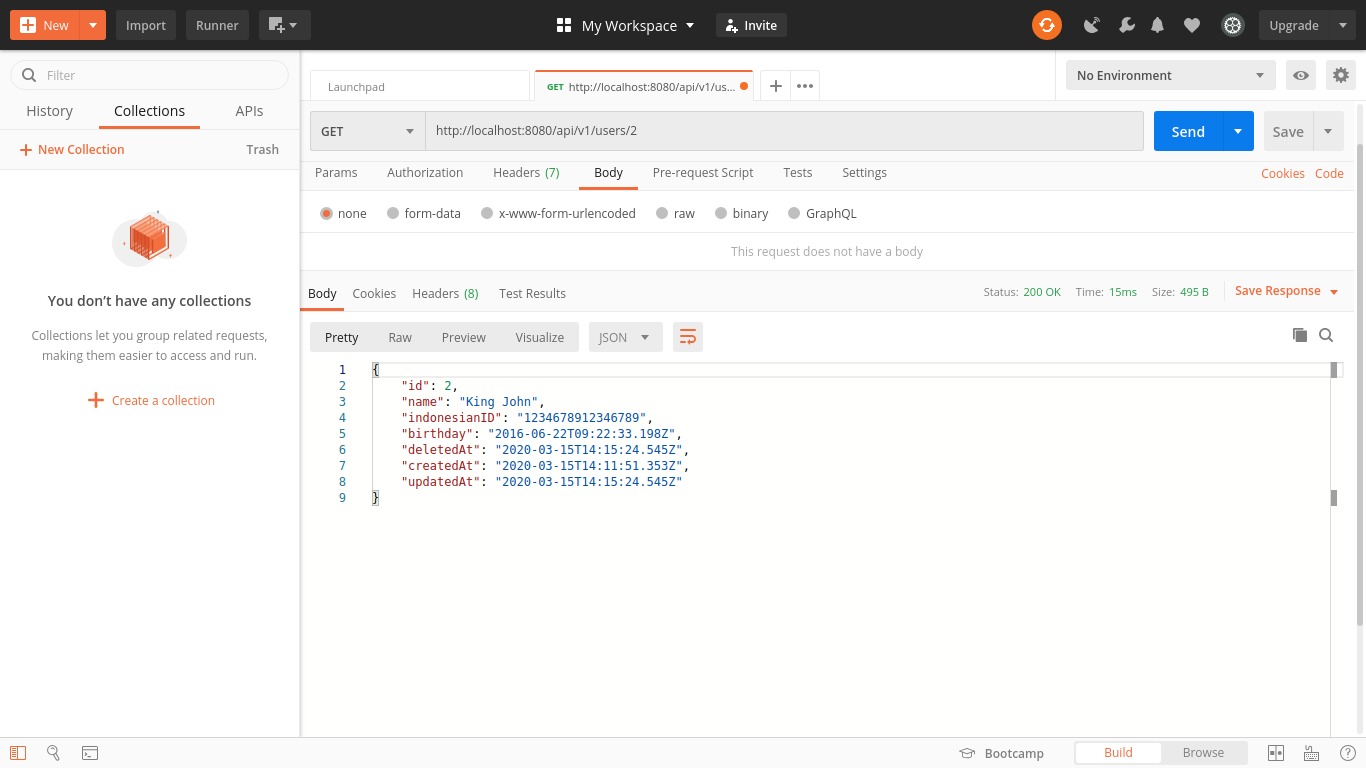 New
Import
Runner
My Workspace
Invite
Upgrade
Filter
History
Collections
APIs
New Collection
Trash
You don’t have any collections
Collections let you group related requests,
making them easier to access and run.
Create a collection
Launchpad
GET http://localhost:8080/api/v1/us...
No Environment
GET
http://localhost:8080/api/v1/users/2
Send
Save
Params
Authorization
Headers (7)
Body
Pre-request Script
Tests
Settings
Cookies
Code
none
form-data
x-www-form-urlencoded
raw
binary
GraphQL
This request does not have a body
Body
Cookies
Headers (8)
Test Results
Status: 200 OK
Time: 15ms
Size: 495 B
Save Response
Pretty
Raw
Preview
Visualize
JSON
1 {
2 "id": 2,
3 "name": "King John",
4 "indonesianID": "1234678912346789",
5 "birthday": "2016-06-22T09:22:33.198Z",
6 "deletedAt": "2020-03-15T14:15:24.545Z",
7 "createdAt": "2020-03-15T14:11:51.353Z",
8 "updatedAt": "2020-03-15T14:15:24.545Z"
9 }
Bootcamp
Build
Browse